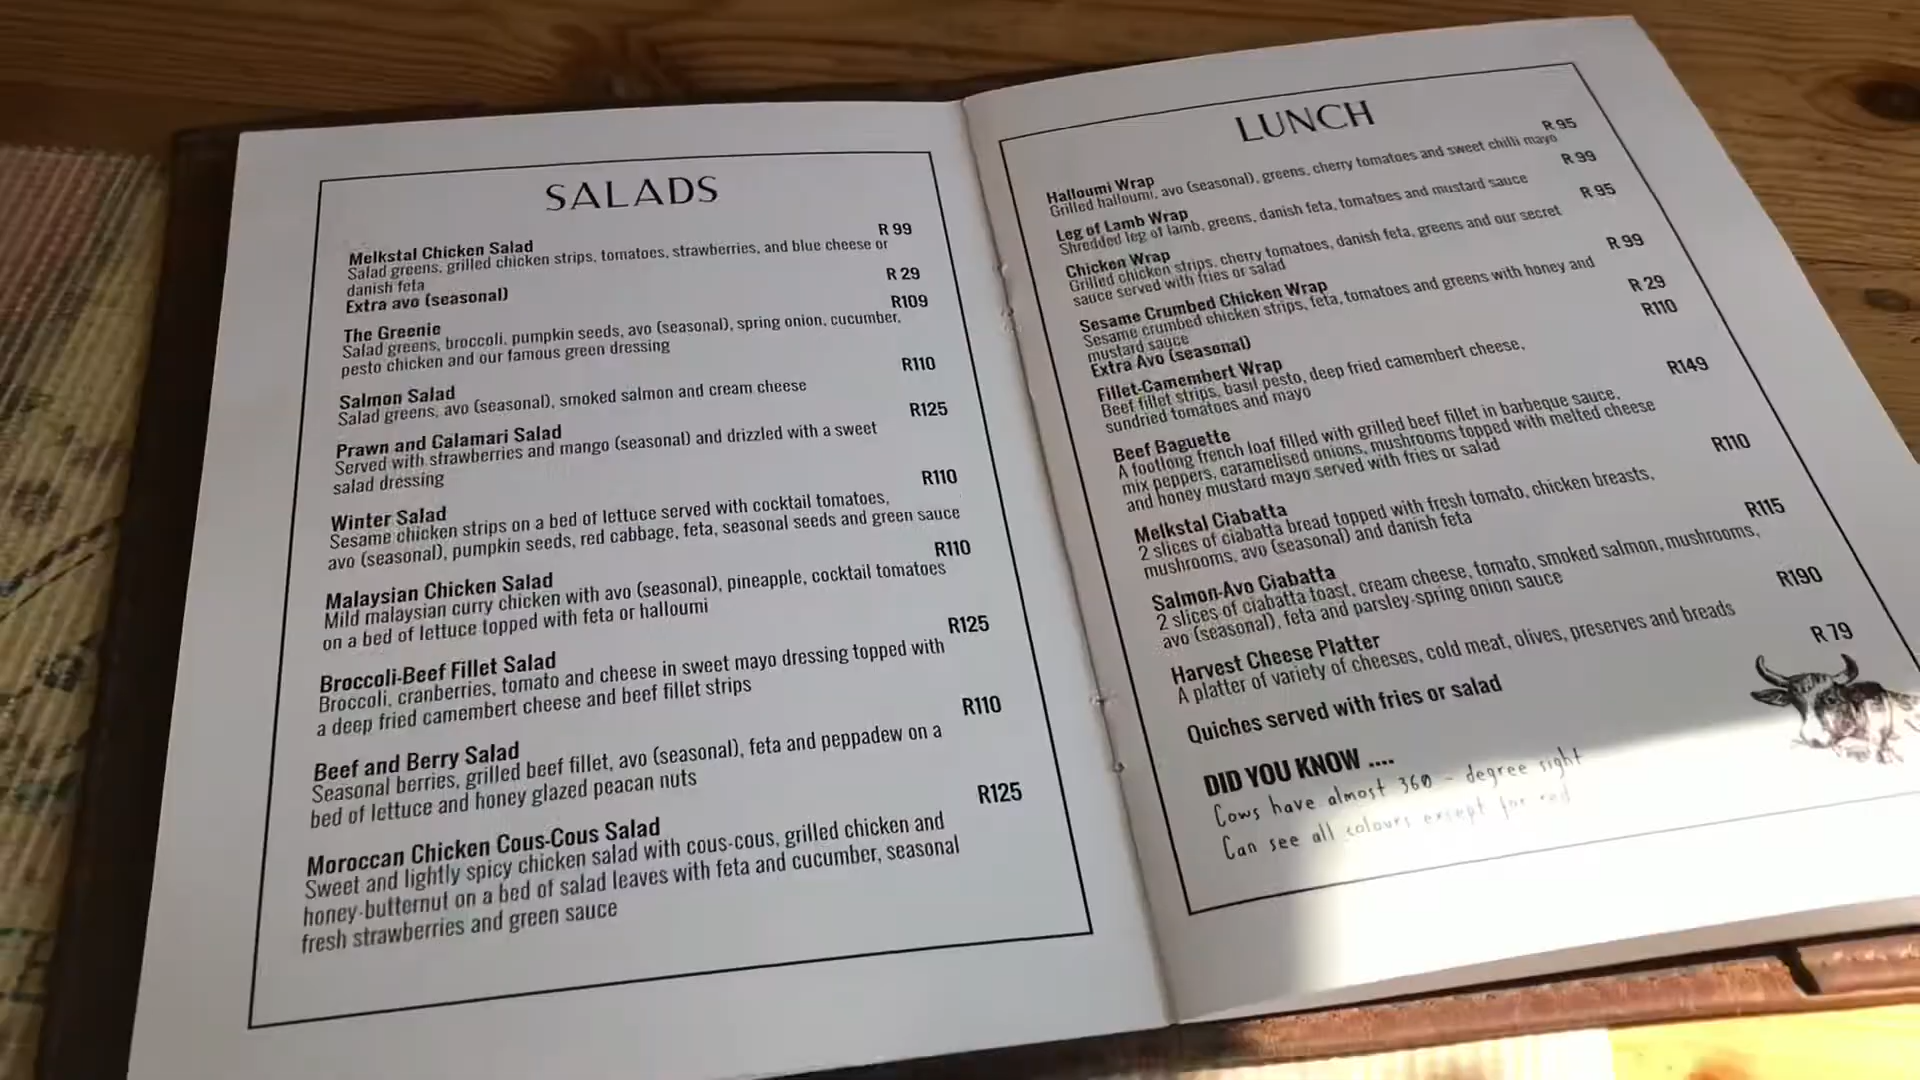 SALADS
Melkstal Chicken Salad R 99
Salad greens, grilled chicken strips, tomatoes, strawberries, and blue cheese or
danish feta
Extra avo (seasonal) R 29
The Greenie R109
Salad greens, broccoli, pumpkin seeds, avo (seasonal), spring onion, cucumber,
pesto chicken and our famous green dressing
Salmon Salad R110
Salad greens, avo (seasonal), smoked salmon and cream cheese
Prawn and Calamari Salad R125
Served with strawberries and mango (seasonal) and drizzled with a sweet
salad dressing
Winter Salad R110
Sesame chicken strips on a bed of lettuce served with cocktail tomatoes,
avo (seasonal), pumpkin seeds, red cabbage, feta, seasonal seeds and green sauce
Malaysian Chicken Salad R110
Mild malaysian curry chicken with avo (seasonal), pineapple, cocktail tomatoes
on a bed of lettuce topped with feta or halloumi
Broccoli-Beef Fillet Salad R125
Broccoli, cranberries, tomato and cheese in sweet mayo dressing topped with
a deep fried camembert cheese and beef fillet strips
Beef and Berry Salad R110
Seasonal berries, grilled beef fillet, avo (seasonal), feta and peppadew on a
bed of lettuce and honey glazed peacan nuts
Moroccan Chicken Cous-Cous Salad R125
Sweet and lightly spicy chicken salad with cous-cous, grilled chicken and
honey-butternut on a bed of salad leaves with feta and cucumber, seasonal
fresh strawberries and green sauce
LUNCH
Halloumi Wrap R 95
Grilled halloumi, avo (seasonal), greens, cherry tomatoes and sweet chilli mayo
Leg of Lamb Wrap R 99
Shredded leg of lamb, greens, danish feta, tomatoes and mustard sauce
Chicken Wrap R 95
Grilled chicken strips, cherry tomatoes, danish feta, greens and our secret
sauce served with fries or salad
Sesame Crumbed Chicken Wrap R 99
Sesame crumbed chicken strips, feta, tomatoes and greens with honey and
mustard sauce
Extra Avo (seasonal) R 29
Fillet-Camembert Wrap R110
Beef fillet strips, basil pesto, deep fried camembert cheese,
sundried tomatoes and mayo
Beef Baguette R149
A footlong french loaf filled with grilled beef fillet in barbeque sauce,
mix peppers, caramelised onions, mushrooms topped with melted cheese
and honey mustard mayo served with fries or salad
Melkstal Ciabatta R110
2 slices of ciabatta bread topped with fresh tomato, chicken breasts,
mushrooms, avo (seasonal) and danish feta
Salmon-Avo Ciabatta R115
2 slices of ciabatta toast, cream cheese, tomato, smoked salmon, mushrooms,
avo (seasonal), feta and parsley-spring onion sauce
Harvest Cheese Platter R190
A platter of variety of cheeses, cold meat, olives, preserves and breads
Quiches served with fries or salad R 79
DID YOU KNOW ....
Cows have almost 360 - degree sight
Can see all colours except for red